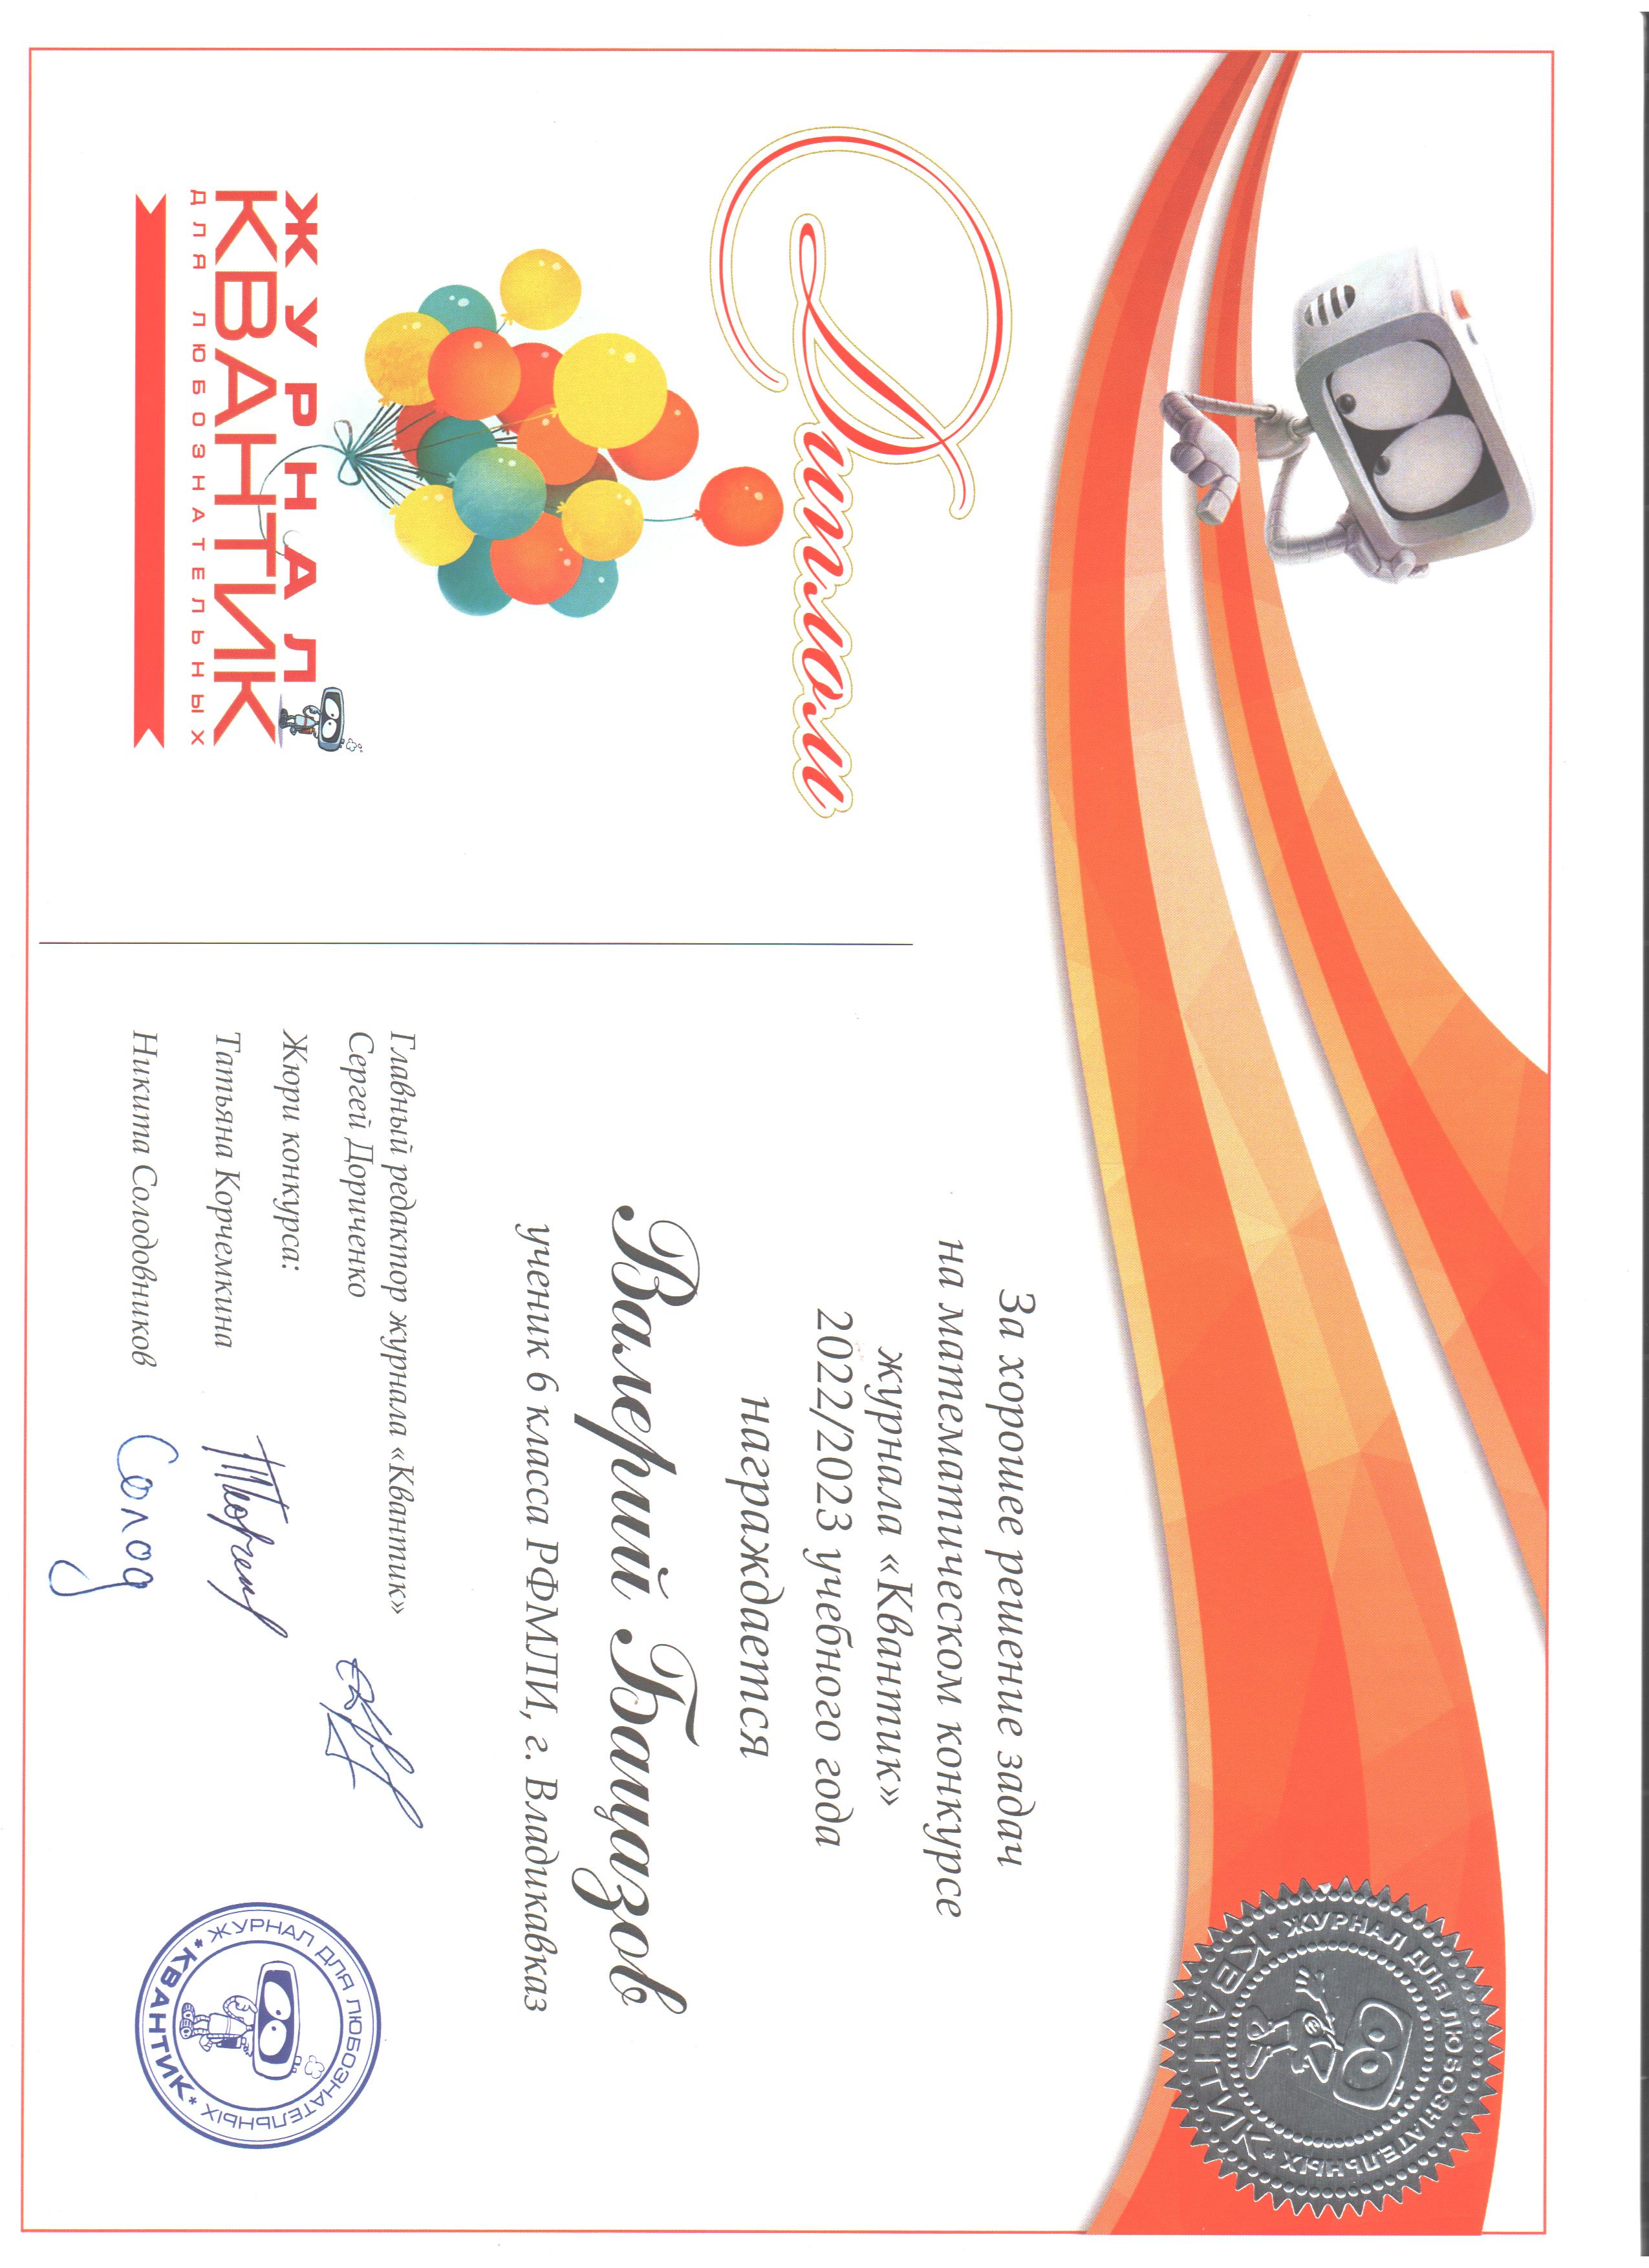 Диплом
ЖУРНАЛ
КВАНТИК
ДЛЯ ЛЮБОЗНАТЕЛЬНЫХ
За хорошее решение задач
на математическом конкурсе
журнала «Квантик»
2022/2023 учебного года
награждается
Валерий Бацазов
ученик 6 класса РФМЛИ, г. Владикавказ
Главный редактор журнала «Квантик»
Сергей Дориченко
Жюри конкурса:
Татьяна Корчемкина
Никита Солодовников
Солод
ЖУРНАЛ ДЛЯ ЛЮБОЗНАТЕЛЬНЫХ
* КВАНТИК *
ЖУРНАЛ ДЛЯ ЛЮБОЗНАТЕЛЬНЫХ
КВАНТИК